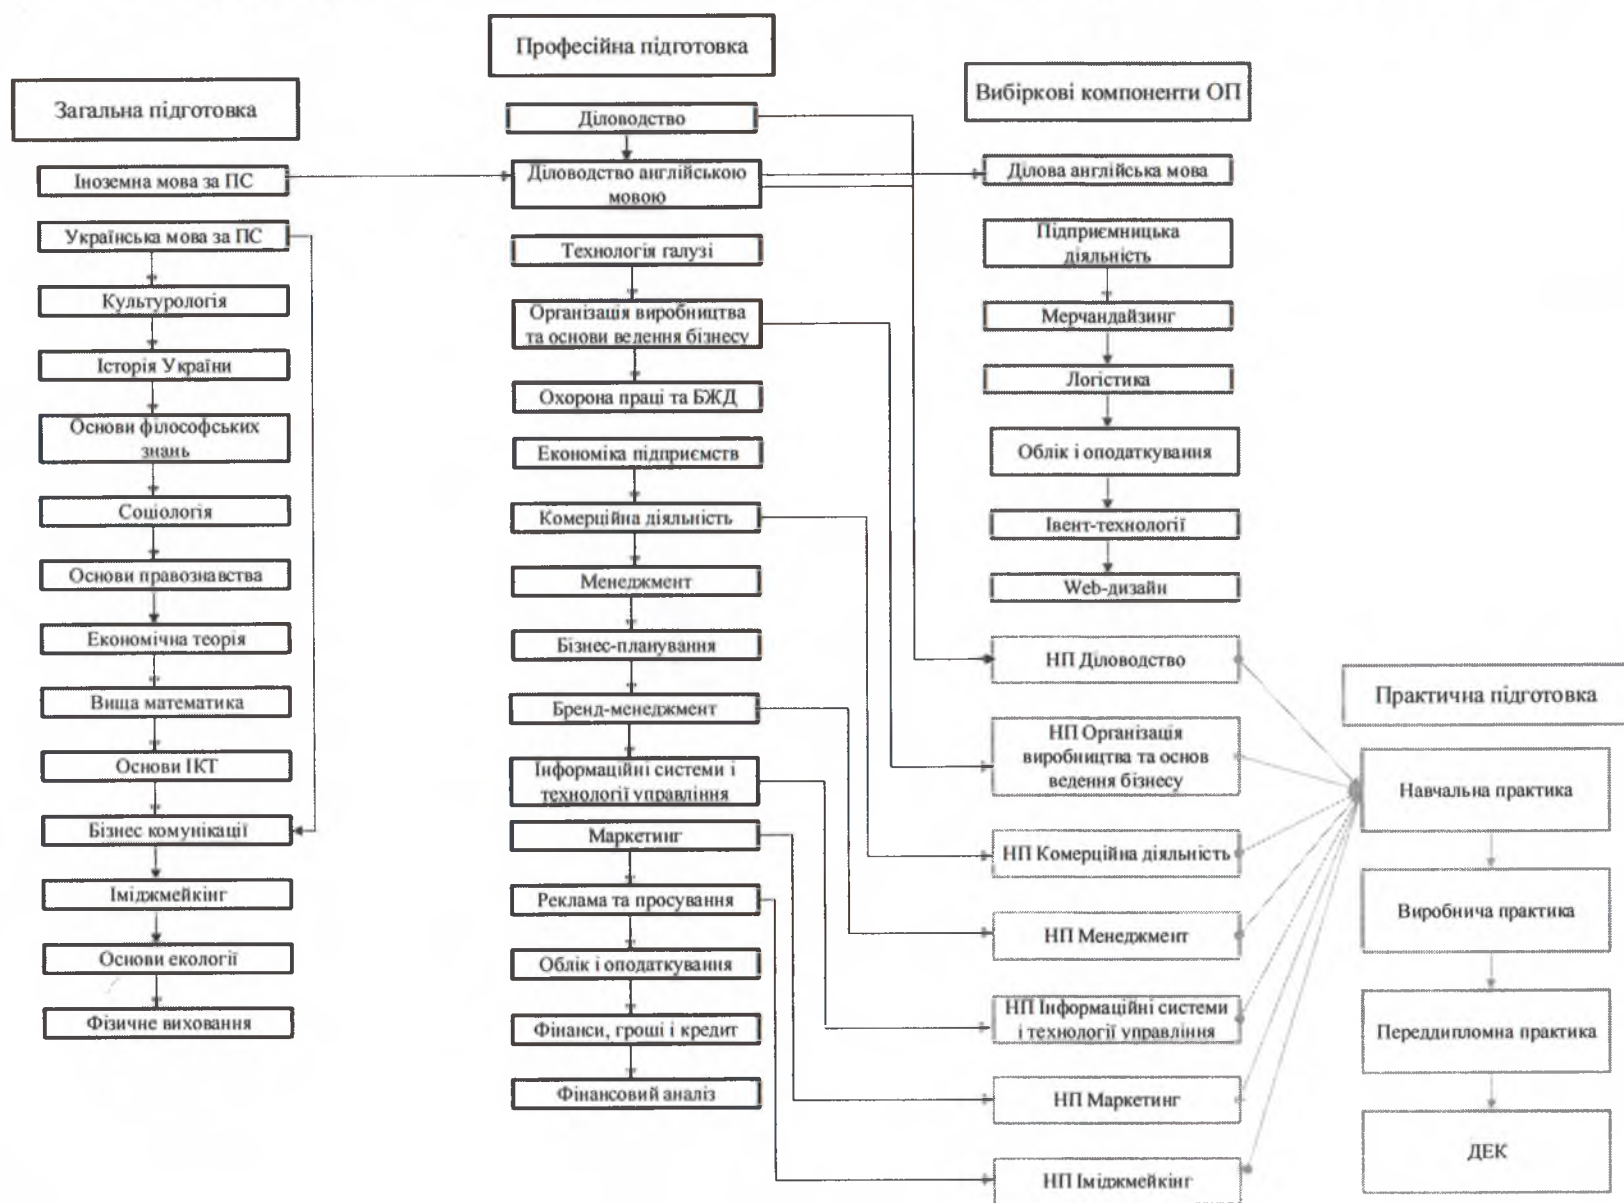 Загальна підготовка
Іноземна мова за ПС
Українська мова за ПС
Культурологія
Історія України
Основи філософських
знань
Соціологія
Основи правознавства
Економічна теорія
Вища математика
Основи ІКТ
Бізнес комунікації
Іміджмейкінг
Основи екології
Фізичне виховання
Професійна підготовка
Діловодство
Діловодство англійською
мовою
Технологія галузі
Організація виробництва
та основи ведення бізнесу
Охорона праці та БЖД
Економіка підприємств
Комерційна діяльність
Менеджмент
Бізнес-планування
Бренд-менеджмент
Інформаційні системи і
технології управління
Маркетинг
Реклама та просування
Облік і оподаткування
Фінанси, гроші і кредит
Фінансовий аналіз
Вибіркові компоненти ОП
Ділова англійська мова
Підприємницька
діяльність
Мерчандайзинг
Логістика
Облік і оподаткування
Івент-технології
Web-дизайн
НП Діловодство
НП Організація
виробництва та основ
ведення бізнесу
НП Комерційна діяльність
НП Менеджмент
НП Інформаційні системи
і технології управління
НП Маркетинг
НП Іміджмейкінг
Практична підготовка
Навчальна практика
Виробнича практика
Переддипломна практика
ДЕК